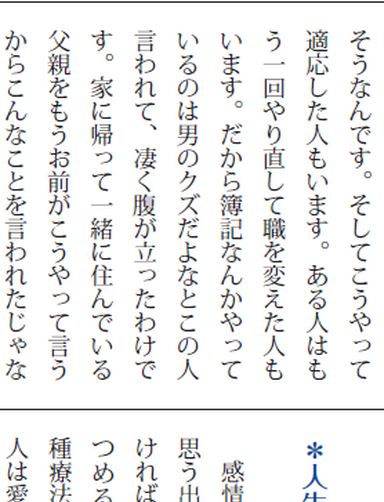 そうなんです。そしてこうやって
適応した人もいます。ある人はも
う一回やり直して職を変えた人も
います。だから簿記なんかやって
いるのは男のクズだよなとこの人
言われて、凄く腹が立ったわけで
す。家に帰って一緒に住んでいる
父親をもうお前がこうやって言う
からこんなことを言われたじゃな
＊人生
感情
思う出
ければ
つめる
種療法
人は愛